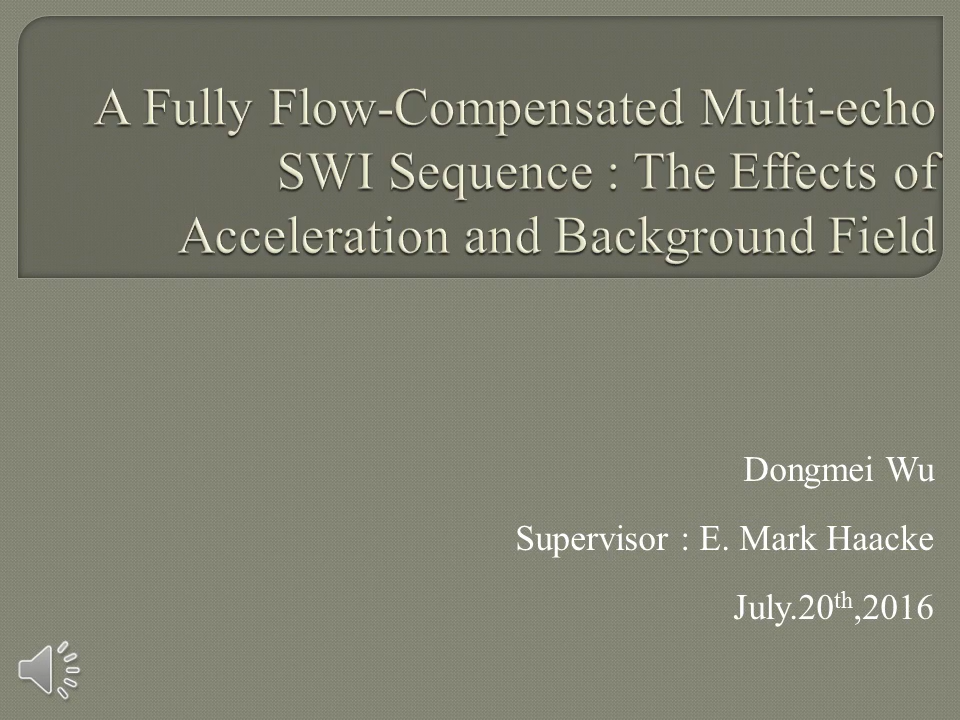 A Fully Flow-Compensated Multi-echo
SWI Sequence : The Effects of
Acceleration and Background Field
Dongmei Wu
Supervisor : E. Mark Haacke
July.20th,2016